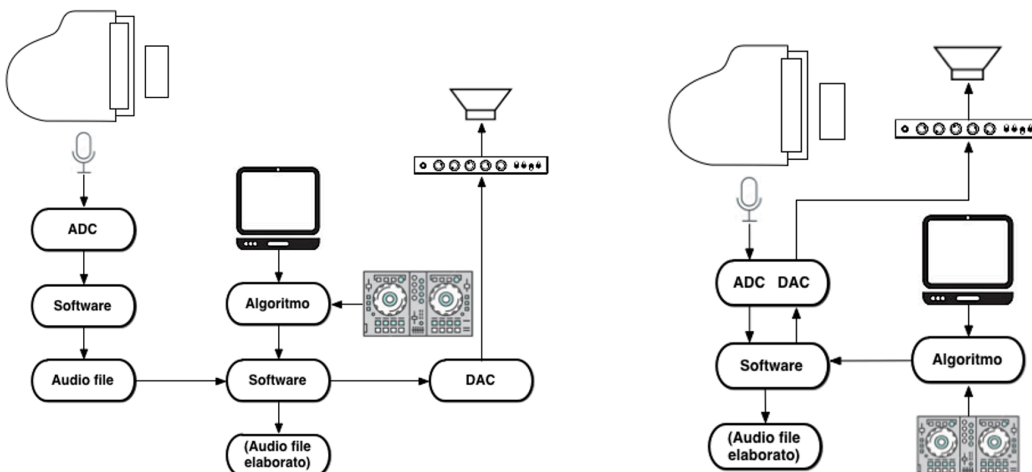 ADC
Software
Audio file
Algoritmo
Software
(Audio file
elaborato)
DAC
ADC DAC
Software
(Audio file
elaborato)
Algoritmo